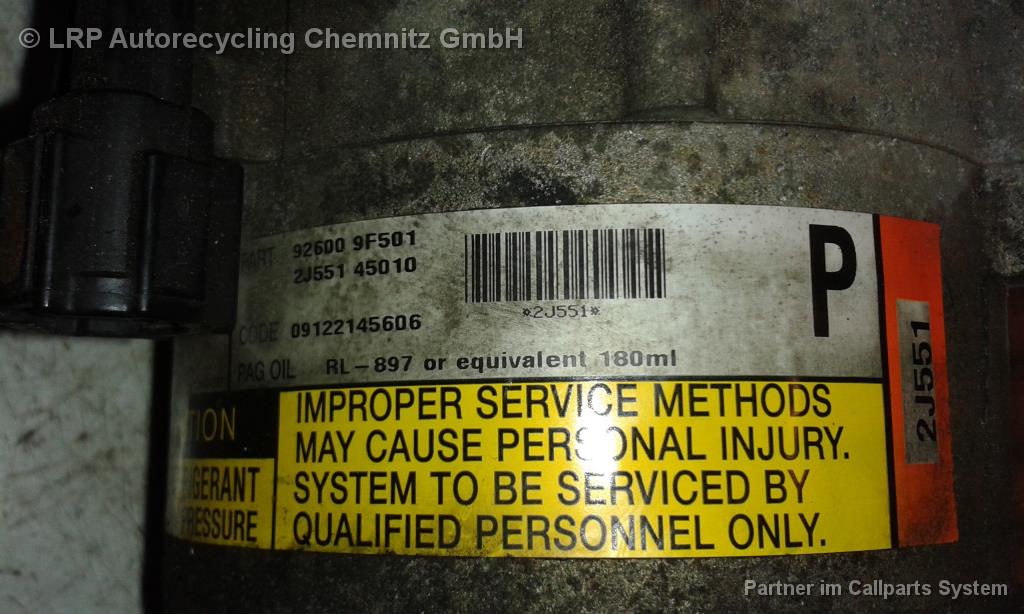 © LRP Autorecycling Chemnitz GmbH
PART 92600 9F501
2J551 45010
*2J551*
P
2J551
CODE 09122145606
PAG OIL RL-897 or equivalent 180ml
IMPROPER SERVICE METHODS
MAY CAUSE PERSONAL INJURY.
SYSTEM TO BE SERVICED BY
QUALIFIED PERSONNEL ONLY.
Partner im Callparts System